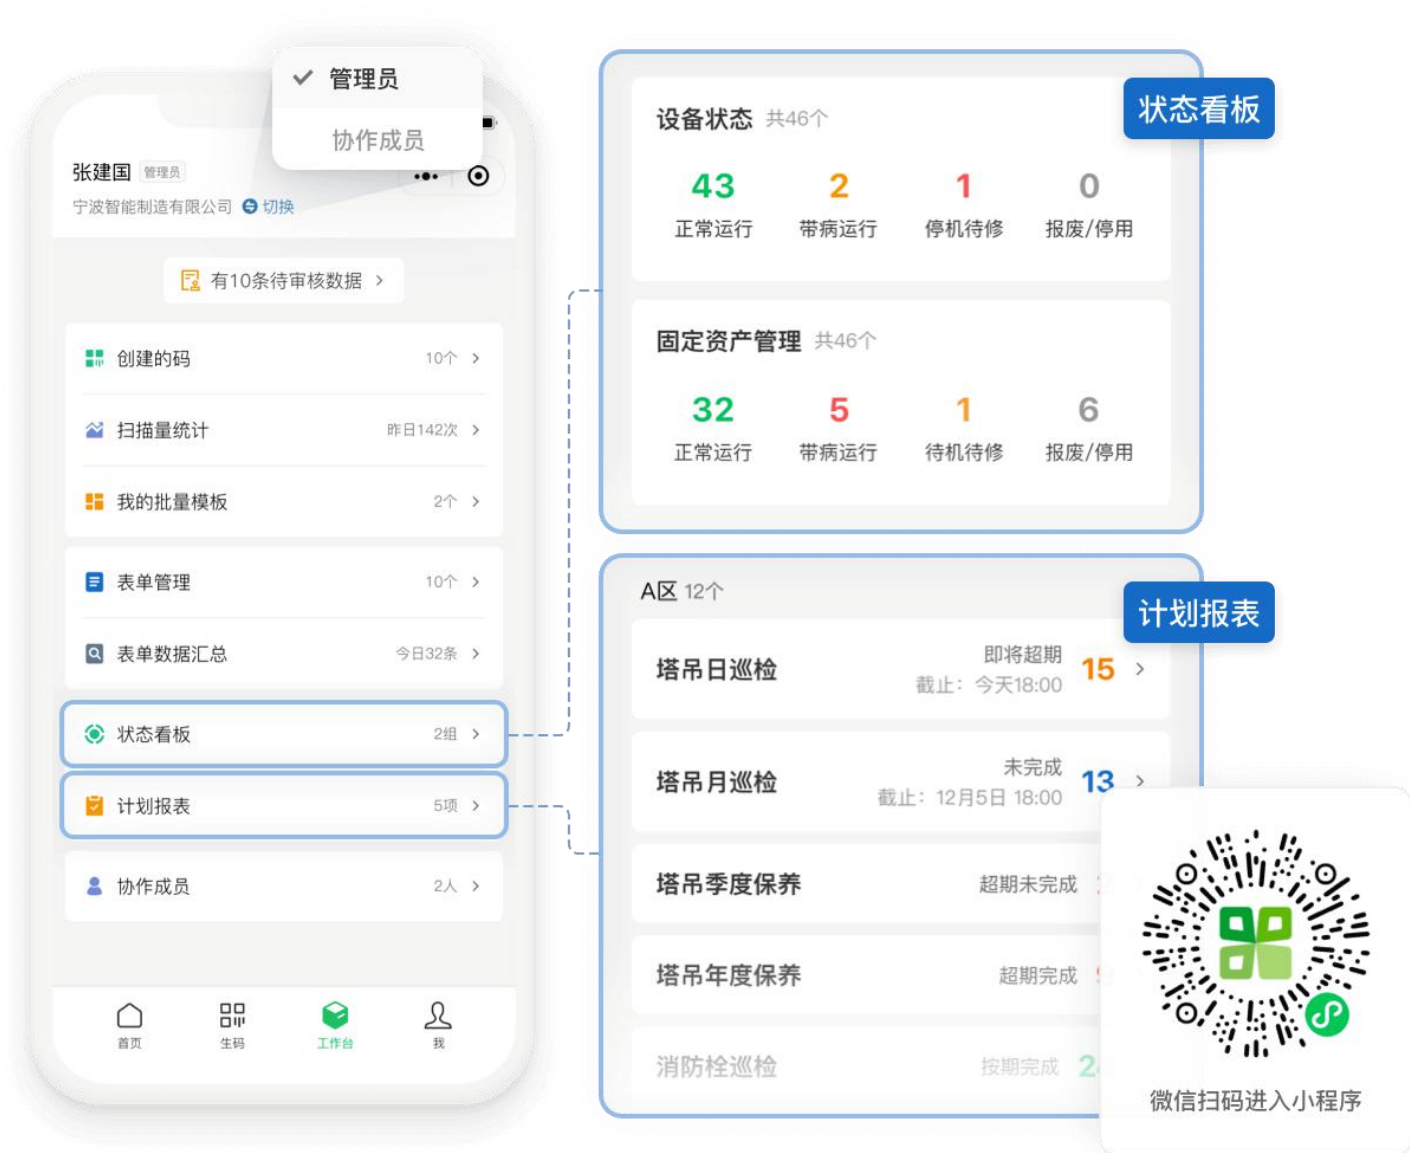 管理员
协作成员
张建国 管理员
宁波智能制造有限公司 切换
有10条待审核数据
创建的码 10个
扫描量统计 昨日142次
我的批量模板 2个
表单管理 10个
表单数据汇总 今日32条
状态看板 2组
计划报表 5项
协作成员 2人
首页 生码 工作台 我
状态看板
设备状态 共46个
43 2 1 0
正常运行 带病运行 停机待修 报废/停用
固定资产管理 共46个
32 5 1 6
正常运行 带病运行 待机待修 报废/停用
计划报表
A区 12个
塔吊日巡检 即将超期 15
截止：今天18:00
塔吊月巡检 未完成 13
截止：12月5日 18:00
塔吊季度保养 超期未完成
塔吊年度保养 超期完成
消防栓巡检 按期完成
微信扫码进入小程序